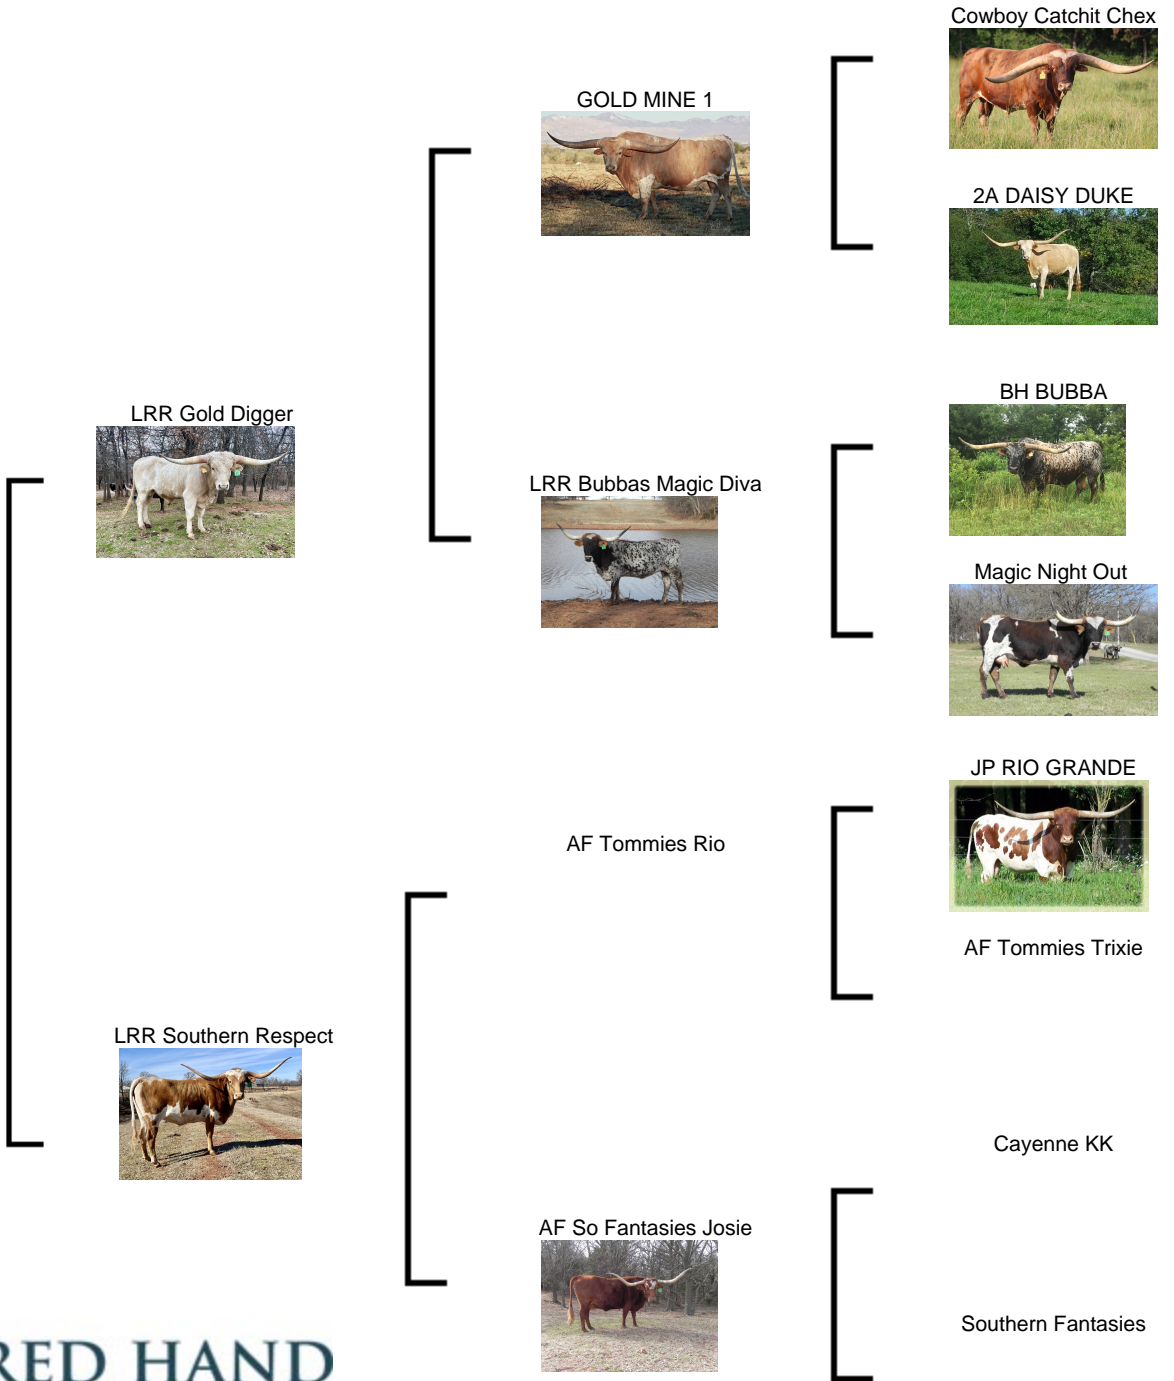 Cowboy Catchit Chex
GOLD MINE 1
2A DAISY DUKE
BH BUBBA
LRR Gold Digger
LRR Bubbas Magic Diva
Magic Night Out
JP RIO GRANDE
AF Tommies Rio
AF Tommies Trixie
LRR Southern Respect
Cayenne KK
AF So Fantasies Josie
Southern Fantasies
RED HAND